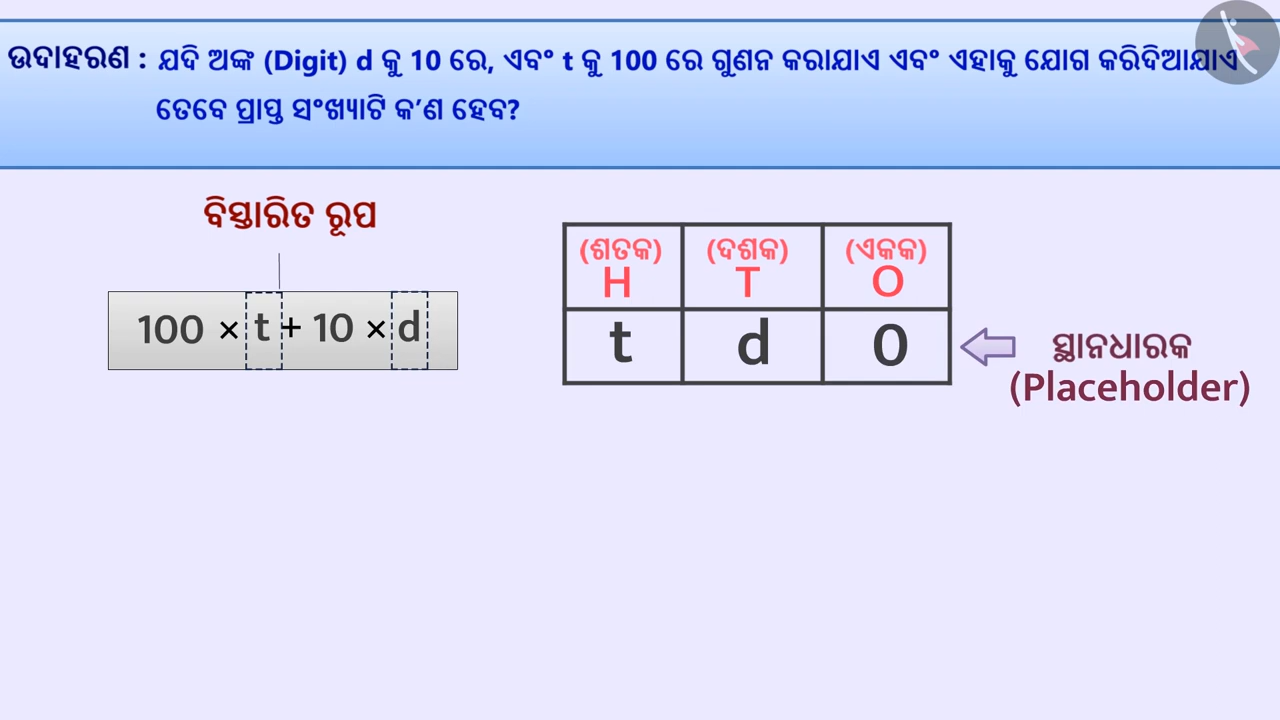 ଉଦାହରଣ : ଯଦି ଅଙ୍କ (Digit) d କୁ 10 ରେ, ଏବଂ t କୁ 100 ରେ ଗୁଣନ କରାଯାଏ ଏବଂ ଏହାକୁ ଯୋଗ କରିଦିଆଯାଏ
ତେବେ ପ୍ରାପ୍ତ ସଂଖ୍ୟାଟି କ’ଣ ହେବ?
ବିସ୍ତାରିତ ରୂପ
100 × t + 10 × d
(ଶତକ) (ଦଶକ) (ଏକକ)
H T O
t d 0
ସ୍ଥାନଧାରକ
(Placeholder)